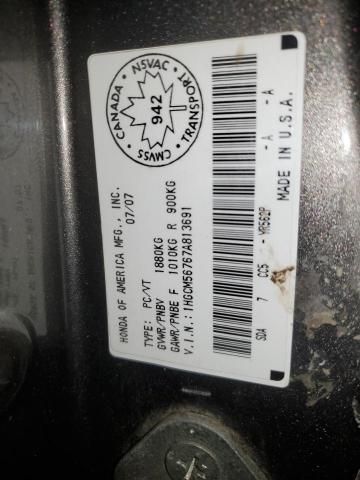 CANADA
NSVAC
942
TRANSPORT
CMVSS
HONDA OF AMERICA MFG., INC.
07/07
TYPE: PC/VT
GVWR/PNBV 1880KG
GAWR/PNBE F 1010KG R 900KG
V.I.N.: 1HGCM56767A813691
SDA 7 CC5 - YR562P - A - A
MADE IN U.S.A.